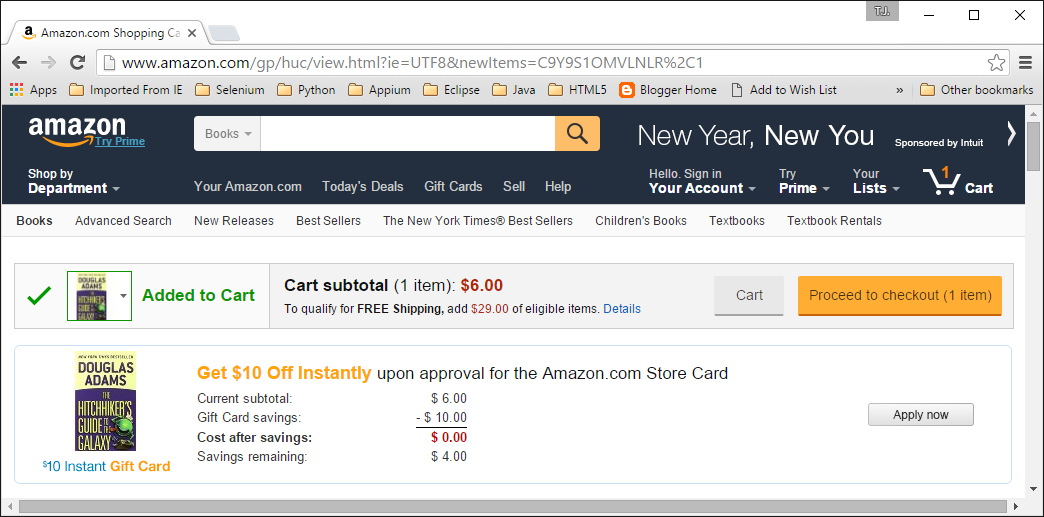 T.J.
Amazon.com Shopping Ca
www.amazon.com/gp/huc/view.html?ie=UTF8&newItems=C9Y9S1OMVLNLR%2C1
Apps Imported From IE Selenium Python Appium Eclipse Java HTML5 Blogger Home Add to Wish List » Other bookmarks
amazon
Try Prime
Books
New Year, New You
Sponsored by Intuit
Shop by
Department
Your Amazon.com Today's Deals Gift Cards Sell Help
Hello. Sign in
Your Account
Try
Prime
Your
Lists
1
Cart
Books Advanced Search New Releases Best Sellers The New York Times® Best Sellers Children's Books Textbooks Textbook Rentals
DOUGLAS
ADAMS
THE
HITCHHIKER'S
GUIDE TO THE
GALAXY
Added to Cart
Cart subtotal (1 item): $6.00
To qualify for FREE Shipping, add $29.00 of eligible items. Details
Cart
Proceed to checkout (1 item)
NEW YORK TIMES BESTSELLER
DOUGLAS
ADAMS
THE
HITCHHIKER'S
GUIDE TO THE
GALAXY
$10 Instant Gift Card
Get $10 Off Instantly upon approval for the Amazon.com Store Card
Current subtotal: $ 6.00
Gift Card savings: - $ 10.00
Cost after savings: $ 0.00
Savings remaining: $ 4.00
Apply now